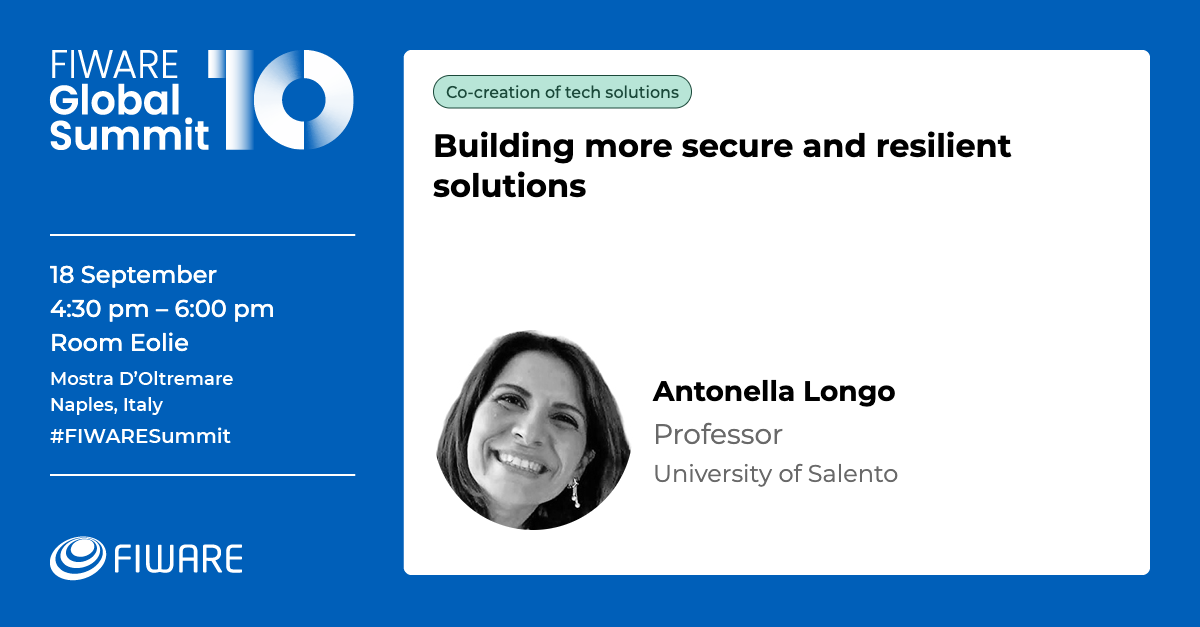 FIWARE
Global
Summit
10
18 September
4:30 pm – 6:00 pm
Room Eolie
Mostra D’Oltremare
Naples, Italy
#FIWARESummit
FIWARE
Co-creation of tech solutions
Building more secure and resilient
solutions
Antonella Longo
Professor
University of Salento